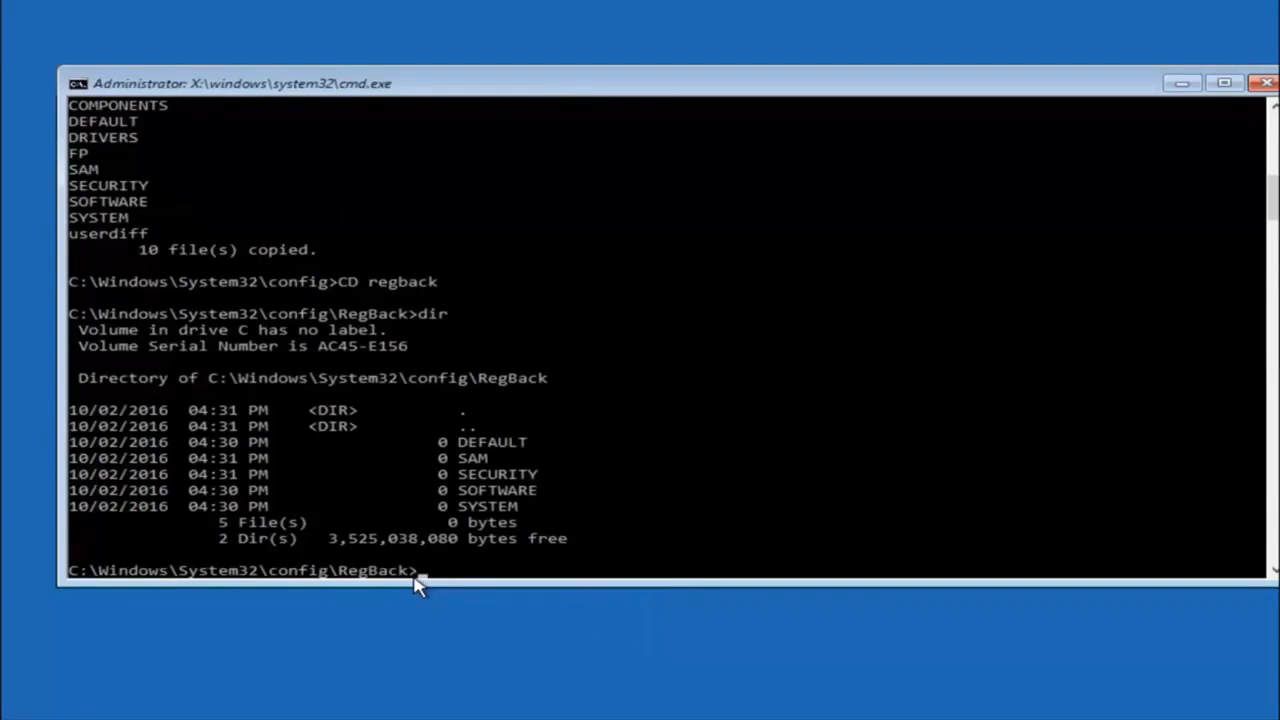 Administrator: X:\windows\system32\cmd.exe
COMPONENTS
DEFAULT
DRIVERS
FP
SAM
SECURITY
SOFTWARE
SYSTEM
userdiff
10 file(s) copied.
C:\Windows\System32\config>CD regback
C:\Windows\System32\config\RegBack>dir
Volume in drive C has no label.
Volume Serial Number is AC45-E156
Directory of C:\Windows\System32\config\RegBack
10/02/2016 04:31 PM <DIR> .
10/02/2016 04:31 PM <DIR> ..
10/02/2016 04:30 PM 0 DEFAULT
10/02/2016 04:31 PM 0 SAM
10/02/2016 04:31 PM 0 SECURITY
10/02/2016 04:30 PM 0 SOFTWARE
10/02/2016 04:30 PM 0 SYSTEM
5 File(s) 0 bytes
2 Dir(s) 3,525,038,080 bytes free
C:\Windows\System32\config\RegBack>_